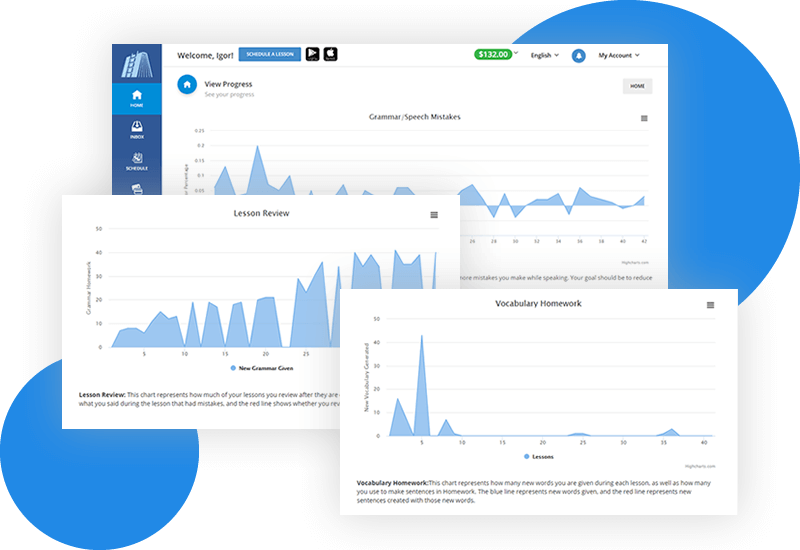 Welcome, Igor!
SCHEDULE A LESSON
$132.00
English
My Account
View Progress
See your progress
HOME
HOME
INBOX
SCHEDULE
Grammar/Speech Mistakes
0.25
0.2
0.15
0.1
0.05
Percentage
26 28 30 32 34 36 38 40 42
Highcharts.com
more mistakes you make while speaking. Your goal should be to reduce
Lesson Review
Grammar Homework
50
40
30
20
10
0
5 10 15 20 25
New Grammar Given
Lesson Review: This chart represents how much of your lessons you review after they are
what you said during the lesson that had mistakes, and the red line shows whether you
Vocabulary Homework
New Vocabulary Generated
50
40
30
20
10
0
5 10 15 20 25 30 35 40
Lessons
Highcharts.com
Vocabulary Homework:This chart represents how many new words you are given during each lesson, as well as how many
you use to make sentences in Homework. The blue line represents new words given, and the red line represents new
sentences created with those new words.